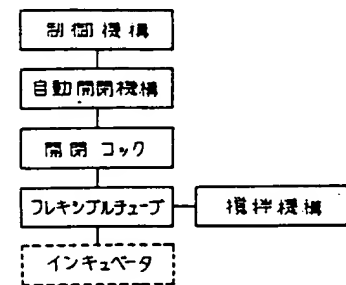 制御機構
自動開閉機構
開閉コック
フレキシブルチューブ
攪拌機構
インキュベータ